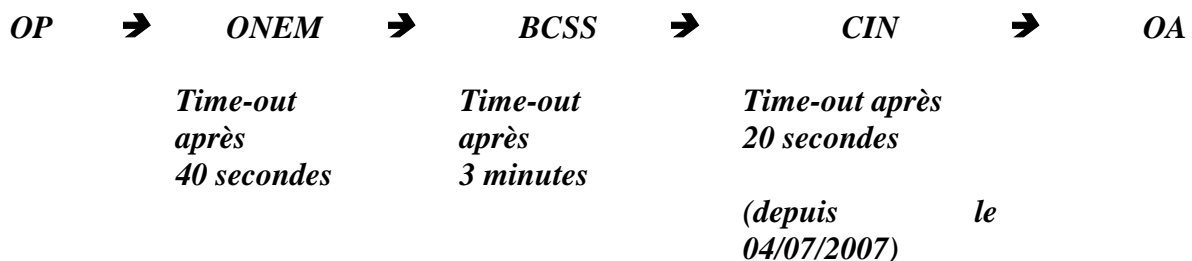 OP ➔ ONEM ➔ BCSS ➔ CIN ➔ OA
Time-out Time-out Time-out après
après après 20 secondes
40 secondes 3 minutes
(depuis le
04/07/2007)